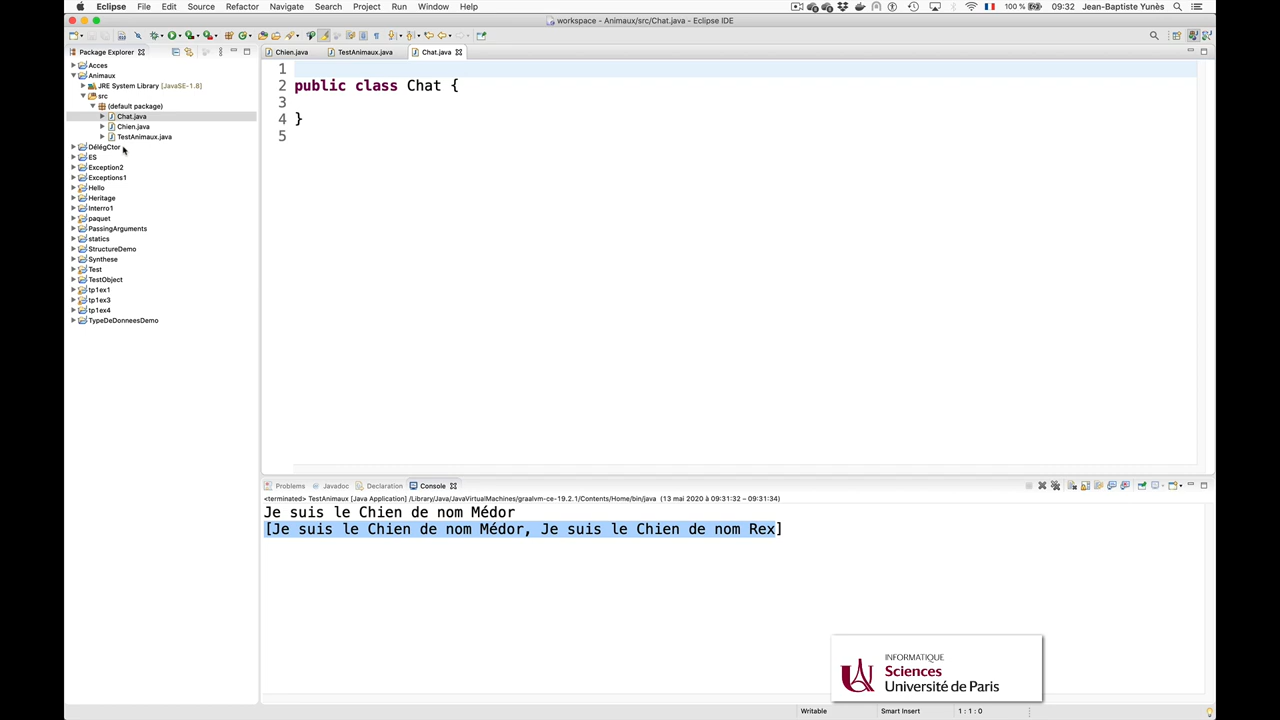 Eclipse File Edit Source Refactor Navigate Search Project Run Window Help 100 % 09:32 Jean-Baptiste Yunès
workspace - Animaux/src/Chat.java - Eclipse IDE
Package Explorer
Acces
Animaux
JRE System Library [JavaSE-1.8]
src
(default package)
Chat.java
Chien.java
TestAnimaux.java
DélégCtor
ES
Exception2
Exceptions1
Hello
Heritage
Interro1
paquet
PassingArguments
statics
StructureDemo
Synthese
Test
TestObject
tp1ex1
tp1ex3
tp1ex4
TypeDeDonneesDemo
Chien.java TestAnimaux.java Chat.java
1
2 public class Chat {
3
4 }
5
Problems Javadoc Declaration Console
<terminated> TestAnimaux [Java Application] /Library/Java/JavaVirtualMachines/graalvm-ce-19.2.1/Contents/Home/bin/java (13 mai 2020 à 09:31:32 – 09:31:34)
Je suis le Chien de nom Médor
[Je suis le Chien de nom Médor, Je suis le Chien de nom Rex]
INFORMATIQUE
Sciences
Université de Paris
Writable Smart Insert 1 : 1 : 0